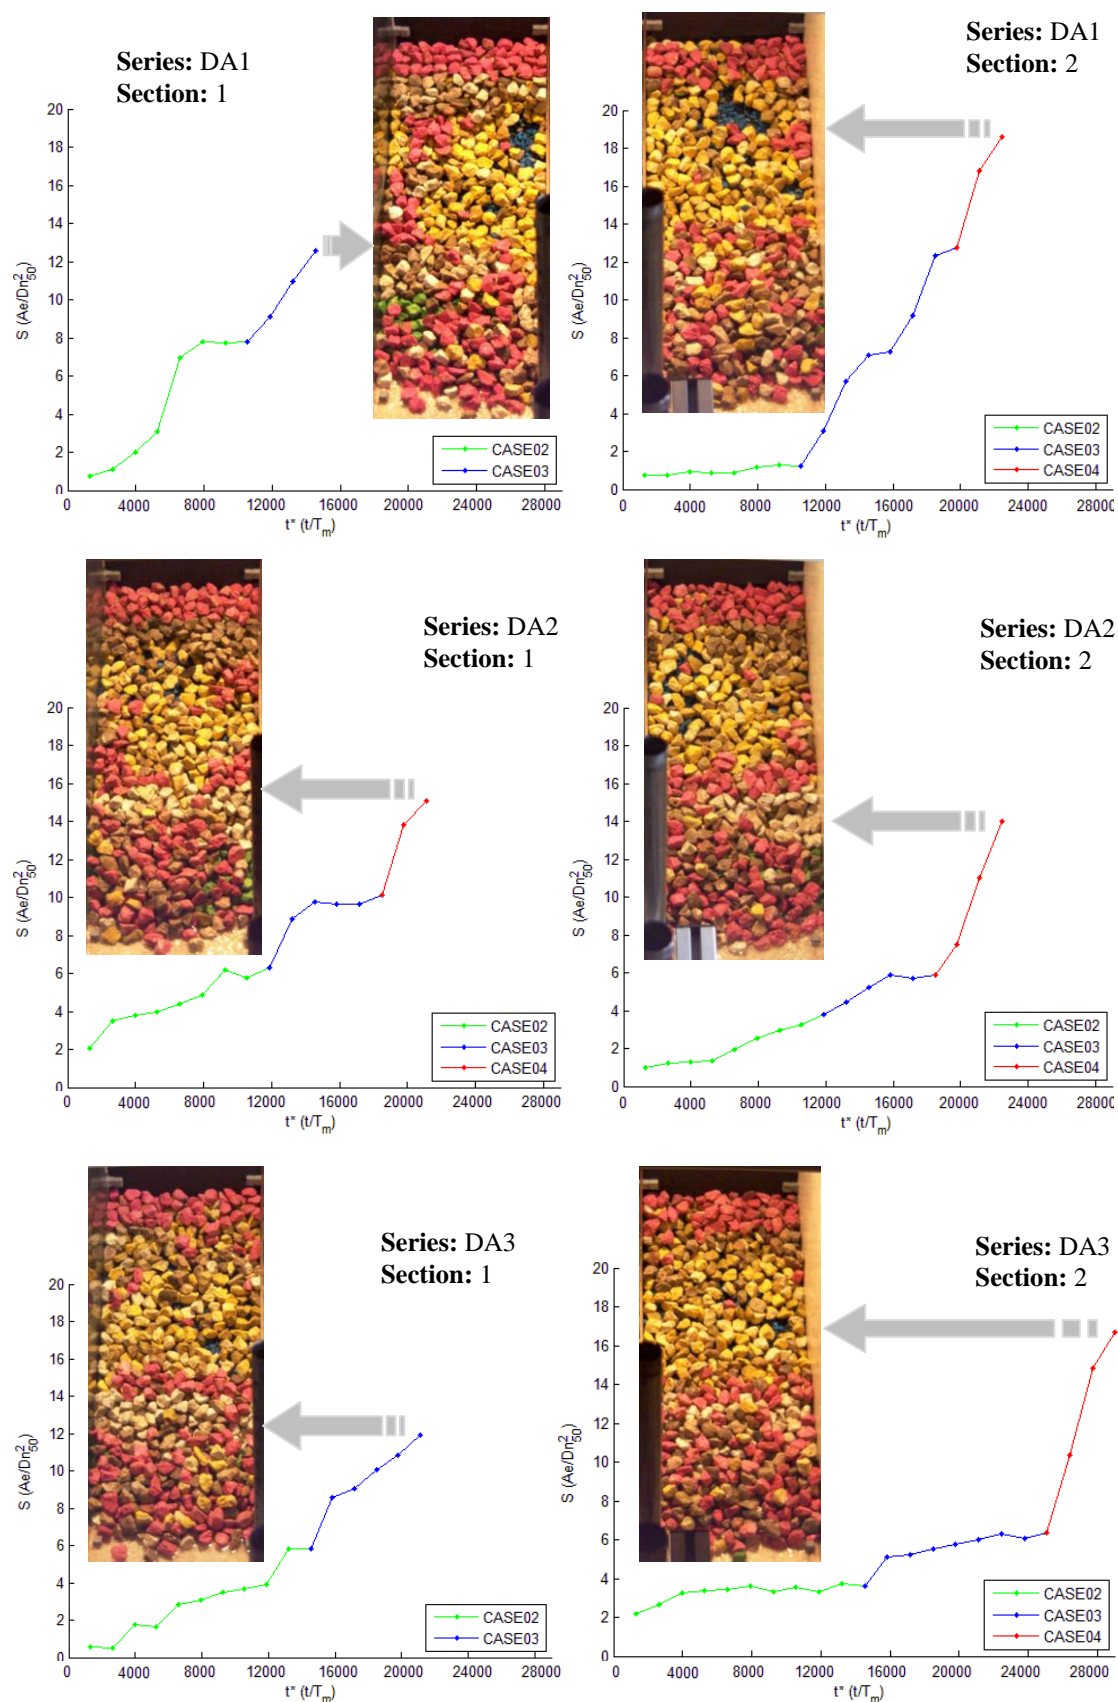 Series: DA1
Section: 1
20
18
16
14
12
10
8
6
4
2
0
S (Ae/Dn²₅₀)
0 4000 8000 12000 16000 20000 24000 28000
t* (t/Tₘ)
CASE02
CASE03
Series: DA1
Section: 2
20
18
16
14
12
10
8
6
4
2
0
S (Ae/Dn²₅₀)
0 4000 8000 12000 16000 20000 24000 28000
t* (t/Tₘ)
CASE02
CASE03
CASE04
Series: DA2
Section: 1
20
18
16
14
12
10
8
6
4
2
0
S (Ae/Dn²₅₀)
0 4000 8000 12000 16000 20000 24000 28000
t* (t/Tₘ)
CASE02
CASE03
CASE04
Series: DA2
Section: 2
20
18
16
14
12
10
8
6
4
2
0
S (Ae/Dn²₅₀)
0 4000 8000 12000 16000 20000 24000 28000
t* (t/Tₘ)
CASE02
CASE03
CASE04
Series: DA3
Section: 1
20
18
16
14
12
10
8
6
4
2
0
S (Ae/Dn²₅₀)
0 4000 8000 12000 16000 20000 24000 28000
t* (t/Tₘ)
CASE02
CASE03
Series: DA3
Section: 2
20
18
16
14
12
10
8
6
4
2
0
S (Ae/Dn²₅₀)
0 4000 8000 12000 16000 20000 24000 28000
t* (t/Tₘ)
CASE02
CASE03
CASE04